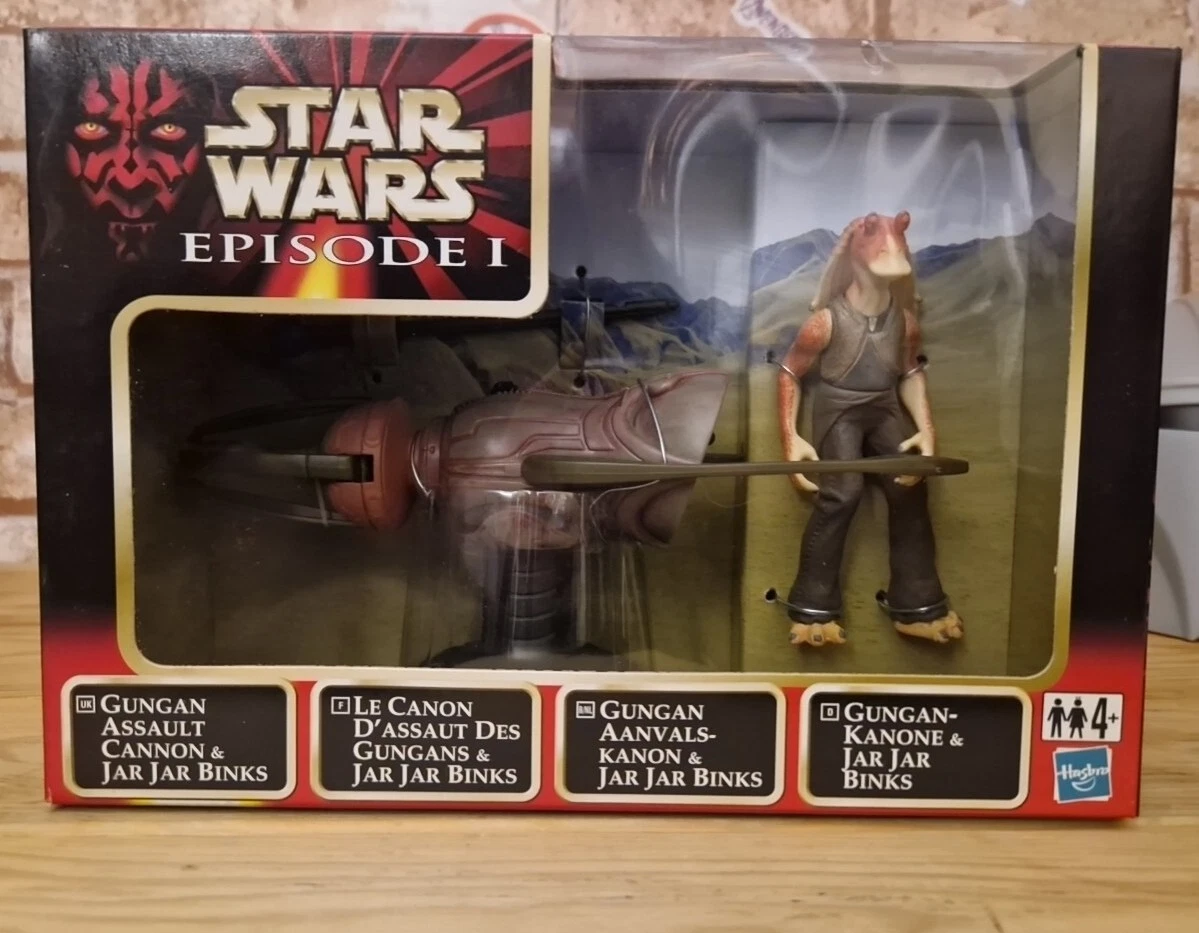 STAR
WARS
EPISODE I
UK GUNGAN
ASSAULT
CANNON &
JAR JAR BINKS
F LE CANON
D'ASSAUT DES
GUNGANS &
JAR JAR BINKS
GUNGAN
AANVALS-
KANON &
JAR JAR BINKS
D GUNGAN-
KANONE &
JAR JAR
BINKS
4+
Hasbro